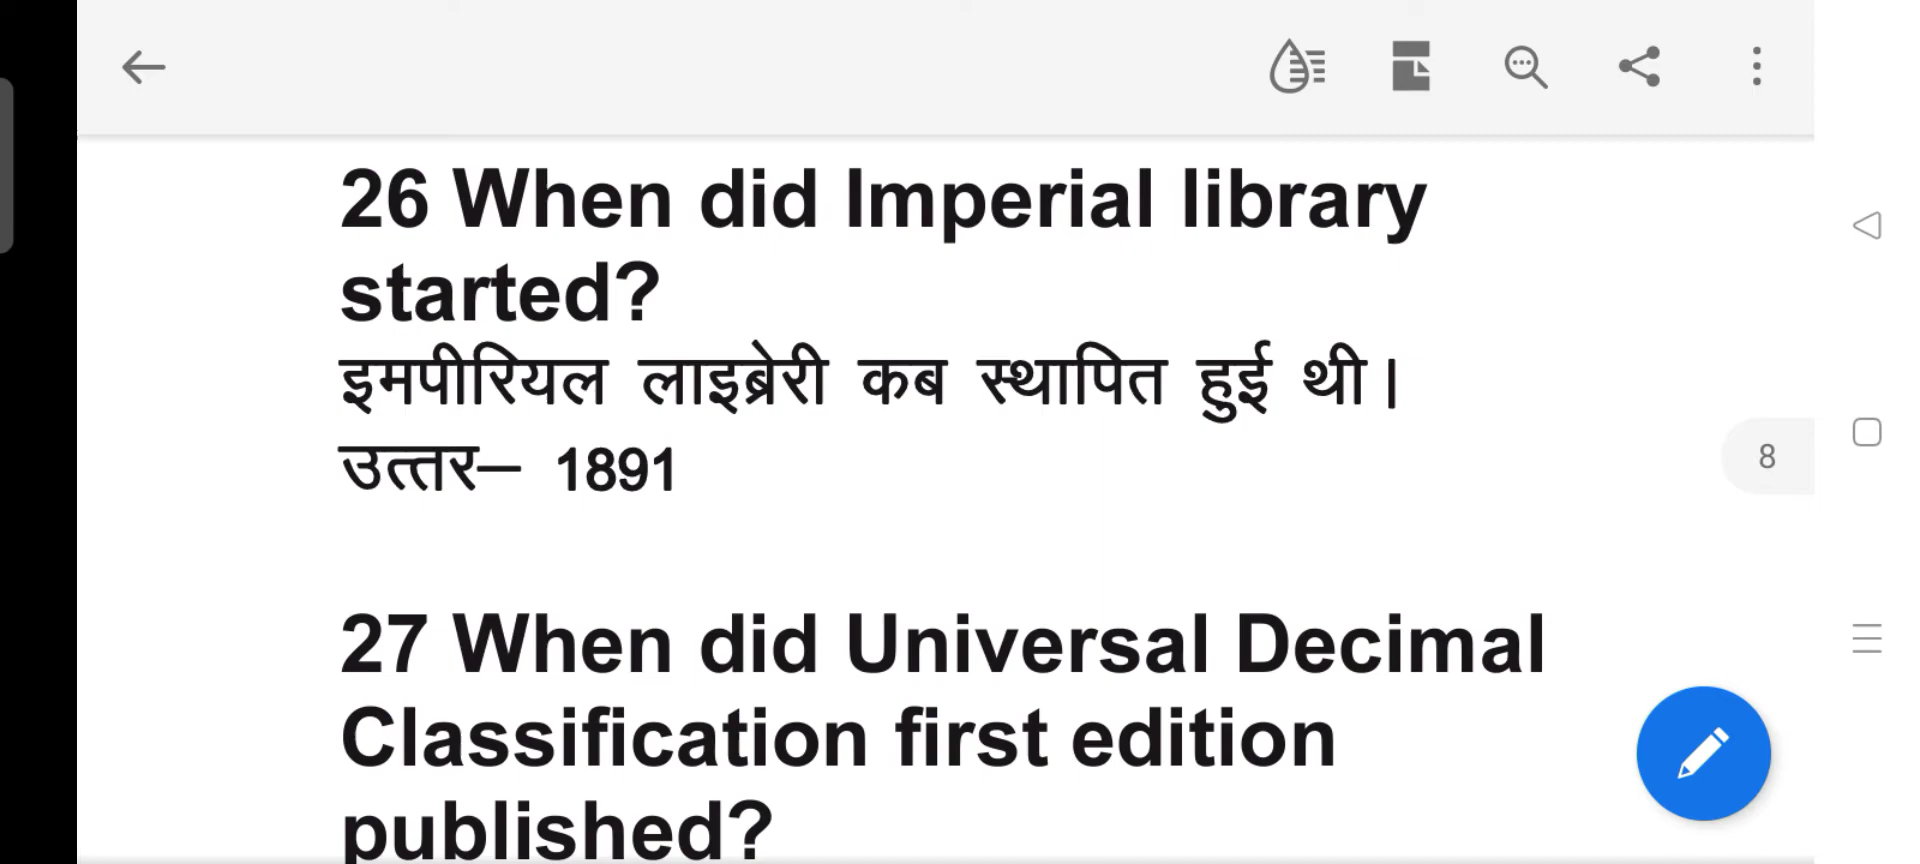 26 When did Imperial library
started?
इमपीरियल लाइब्रेरी कब स्थापित हुई थी।
उत्तर– 1891
8
27 When did Universal Decimal
Classification first edition
published?